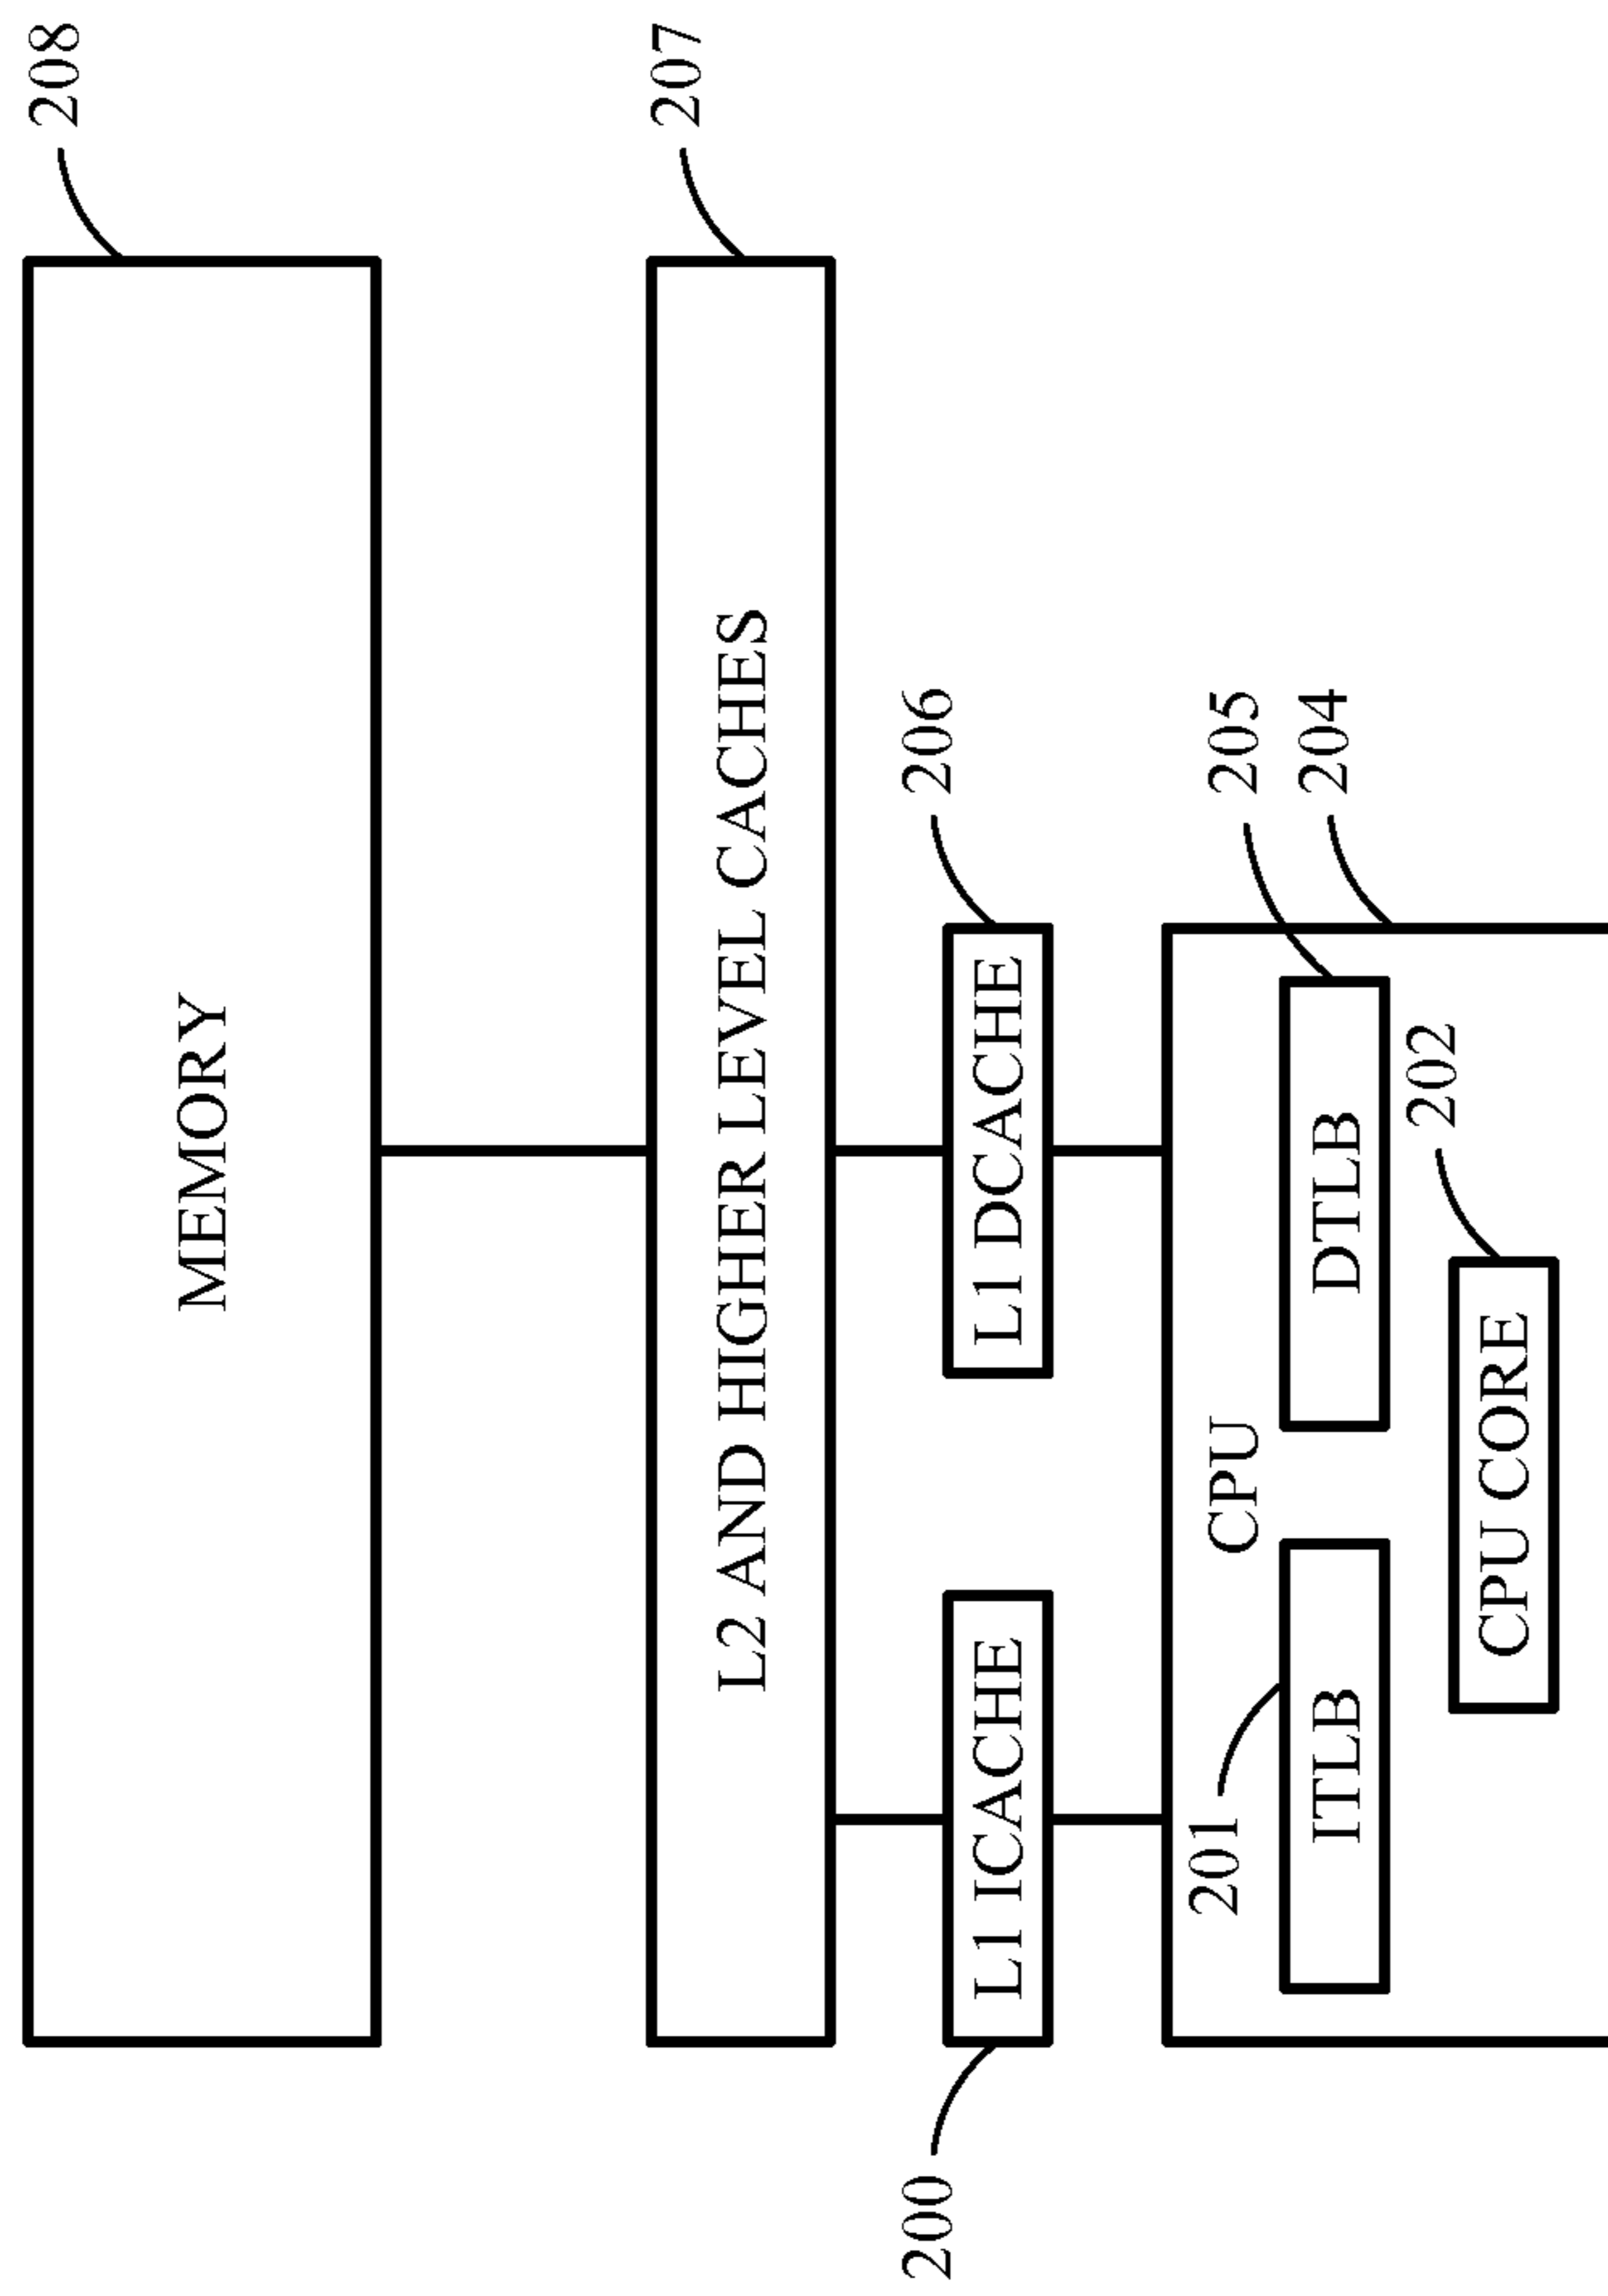 208
MEMORY
207
L2 AND HIGHER LEVEL CACHES
200
L1 ICACHE
L1 DCACHE
206
201
CPU
205
ITLB
DTLB
204
202
CPU CORE